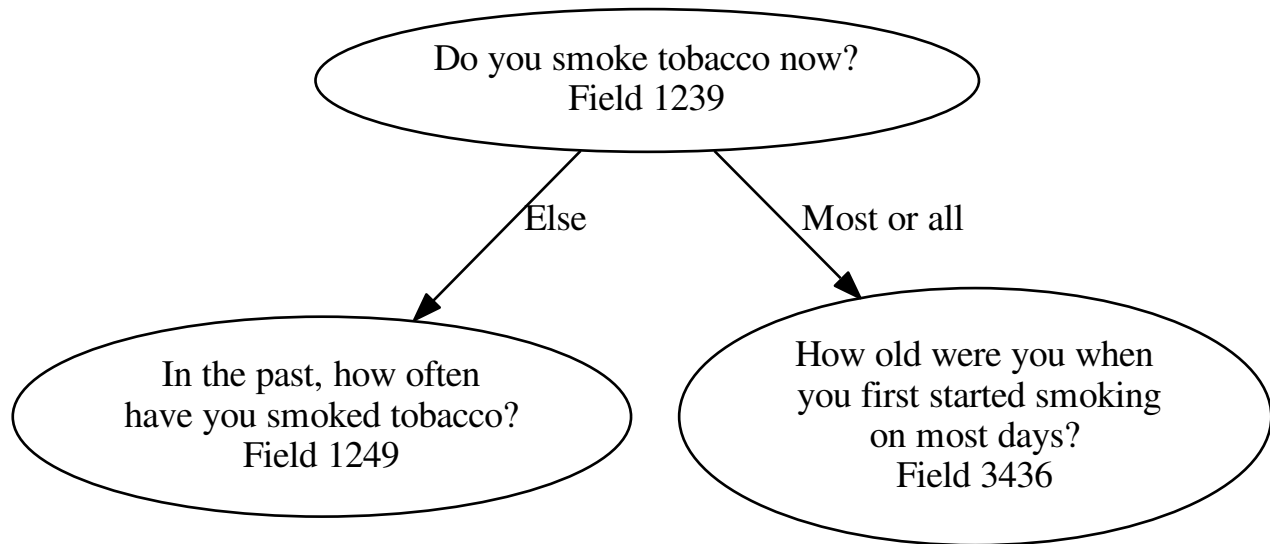 Do you smoke tobacco now?
Field 1239
Else
Most or all
In the past, how often
have you smoked tobacco?
Field 1249
How old were you when
you first started smoking
on most days?
Field 3436